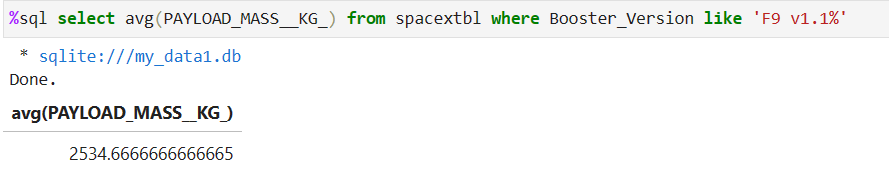 %sql select avg(PAYLOAD_MASS__KG_) from spacextbl where Booster_Version like 'F9 v1.1%'
* sqlite:///my_data1.db
Done.
avg(PAYLOAD_MASS__KG_)
2534.6666666666665